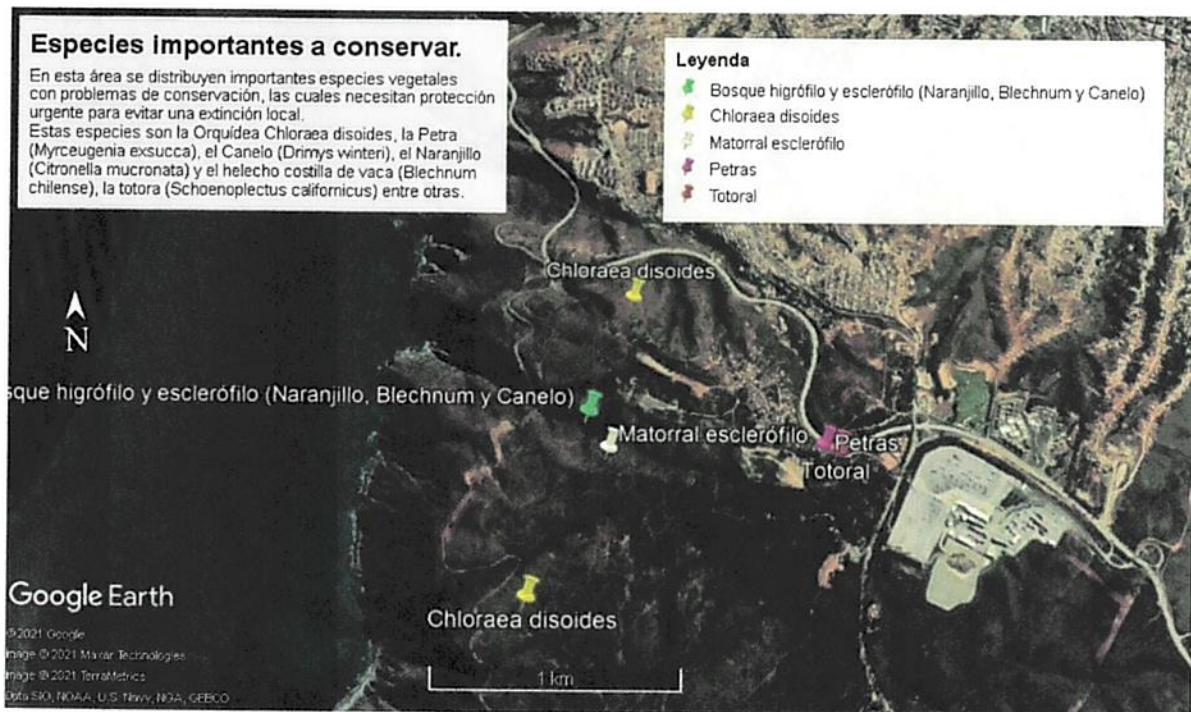 Especies importantes a conservar.
En esta área se distribuyen importantes especies vegetales
con problemas de conservación, las cuales necesitan protección
urgente para evitar una extinción local.
Estas especies son la Orquídea Chloraea disoides, la Petra
(Myrceugenia exsucca), el Canelo (Drimys winteri), el Naranjillo
(Citronella mucronata) y el helecho costilla de vaca (Blechnum
chilense), la totora (Schoenoplectus californicus) entre otras.
Leyenda
Bosque higrófilo y esclerófilo (Naranjillo, Blechnum y Canelo)
Chloraea disoides
Matorral esclerófilo
Petras
Totoral
Chloraea disoides
N
osque higrófilo y esclerófilo (Naranjillo, Blechnum y Canelo)
Matorral esclerófilo
Petras
Totoral
Chloraea disoides
Google Earth
© 2021 Google
Image © 2021 Maxar Technologies
Image © 2021 TerraMetrics
Data SIO, NOAA, U.S. Navy, NGA, GEBCO
1 km